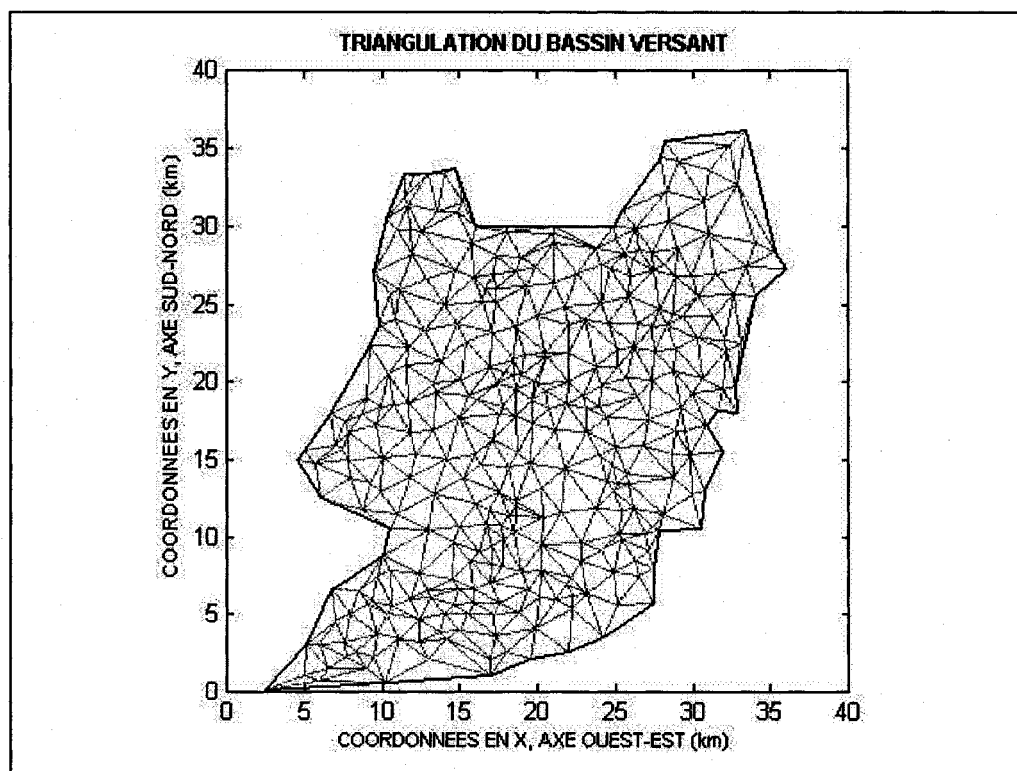 TRIANGULATION DU BASSIN VERSANT
COORDONNEES EN Y, AXE SUD-NORD (km)
40
35
30
25
20
15
10
5
0
0 5 10 15 20 25 30 35 40
COORDONNEES EN X, AXE OUEST-EST (km)